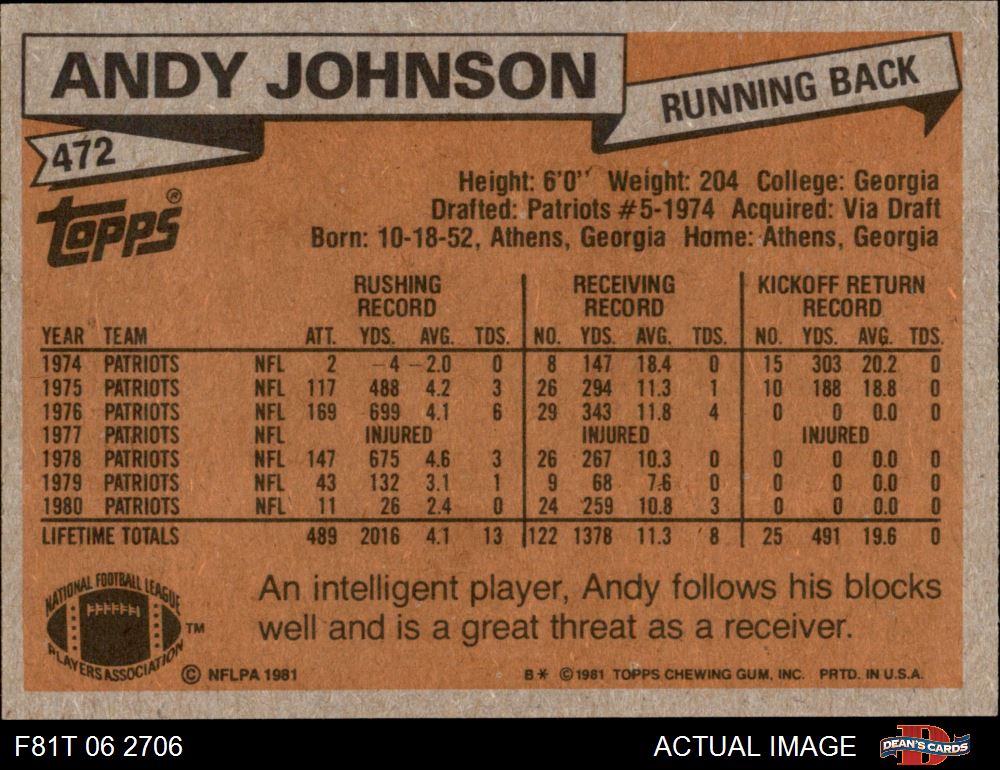 ANDY JOHNSON
RUNNING BACK
472
TOPPS®
Height: 6'0'' Weight: 204 College: Georgia
Drafted: Patriots #5-1974 Acquired: Via Draft
Born: 10-18-52, Athens, Georgia Home: Athens, Georgia
RUSHING RECEIVING KICKOFF RETURN
RECORD RECORD RECORD
YEAR TEAM ATT. YDS. AVG. TDS. NO. YDS. AVG. TDS. NO. YDS. AVG. TDS.
1974 PATRIOTS NFL 2 –4 –2.0 0 8 147 18.4 0 15 303 20.2 0
1975 PATRIOTS NFL 117 488 4.2 3 26 294 11.3 1 10 188 18.8 0
1976 PATRIOTS NFL 169 699 4.1 6 29 343 11.8 4 0 0 0.0 0
1977 PATRIOTS NFL INJURED INJURED INJURED
1978 PATRIOTS NFL 147 675 4.6 3 26 267 10.3 0 0 0 0.0 0
1979 PATRIOTS NFL 43 132 3.1 1 9 68 7.6 0 0 0 0.0 0
1980 PATRIOTS NFL 11 26 2.4 0 24 259 10.8 3 0 0 0.0 0
LIFETIME TOTALS 489 2016 4.1 13 122 1378 11.3 8 25 491 19.6 0
An intelligent player, Andy follows his blocks
well and is a great threat as a receiver.
NATIONAL FOOTBALL LEAGUE
PLAYERS ASSOCIATION
TM
© NFLPA 1981
B* ©1981 TOPPS CHEWING GUM, INC. PRTD. IN U.S.A.
F81T 06 2706
ACTUAL IMAGE
D
DEAN'S CARDS